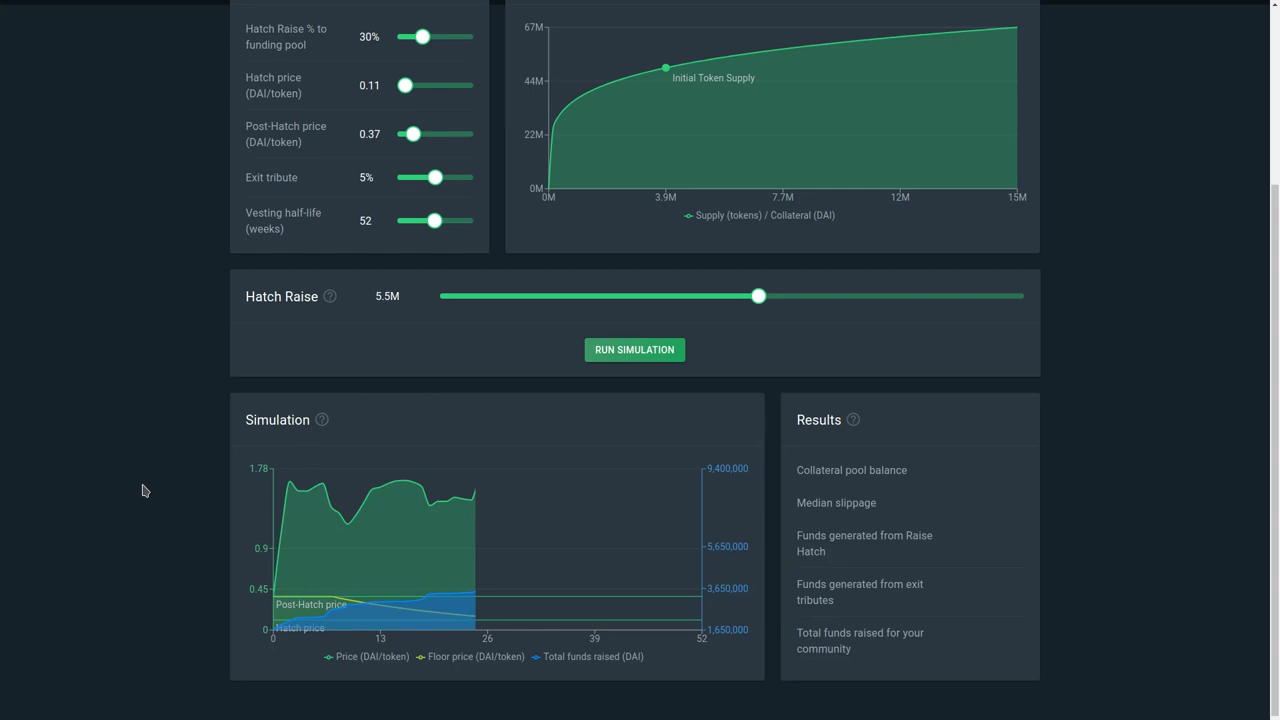 Hatch Raise % to
funding pool
30%
Hatch price
(DAI/token)
0.11
Post-Hatch price
(DAI/token)
0.37
Exit tribute
5%
Vesting half-life
(weeks)
52
67M
44M
22M
0M
Initial Token Supply
0M
3.9M
7.7M
12M
15M
Supply (tokens) / Collateral (DAI)
Hatch Raise ?
5.5M
RUN SIMULATION
Simulation ?
1.78
0.9
0.45
0
9,400,000
5,650,000
3,650,000
1,650,000
Post-Hatch price
Hatch price
0
13
26
39
52
Price (DAI/token)
Floor price (DAI/token)
Total funds raised (DAI)
Results ?
Collateral pool balance
Median slippage
Funds generated from Raise
Hatch
Funds generated from exit
tributes
Total funds raised for your
community